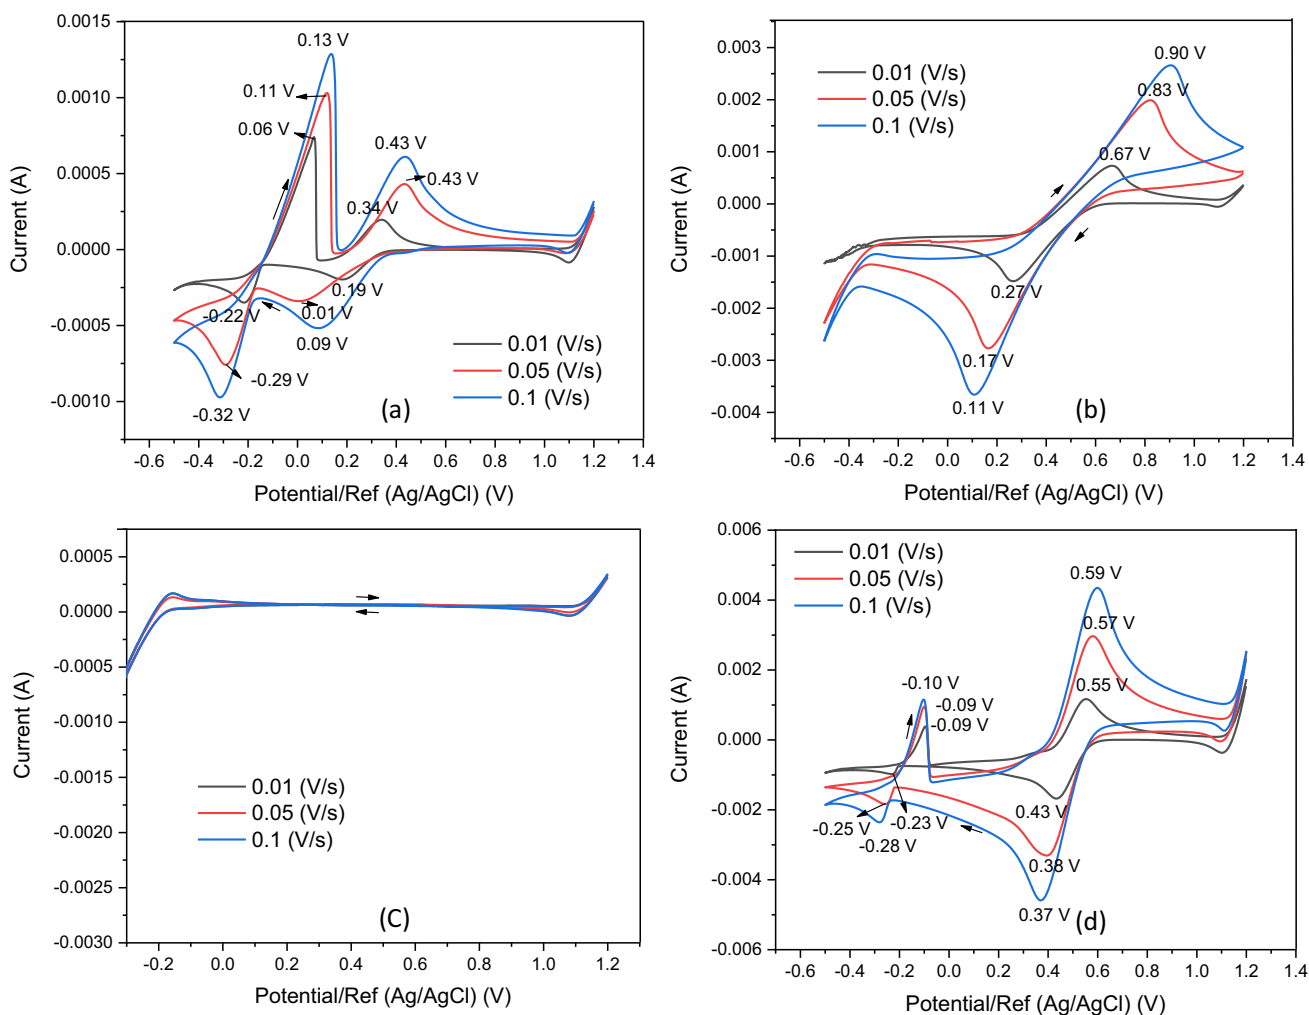 (a)
0.0015
0.0010
0.0005
0.0000
-0.0005
-0.0010
Current (A)
0.13 V
0.11 V
0.06 V
0.43 V
0.43 V
0.34 V
0.19 V
0.01 V
-0.22 V
0.09 V
-0.29 V
-0.32 V
0.01 (V/s)
0.05 (V/s)
0.1 (V/s)
-0.6 -0.4 -0.2 0.0 0.2 0.4 0.6 0.8 1.0 1.2 1.4
Potential/Ref (Ag/AgCl) (V)
0.003
0.002
0.001
0.000
-0.001
-0.002
-0.003
-0.004
Current (A)
0.01 (V/s)
0.05 (V/s)
0.1 (V/s)
0.90 V
0.83 V
0.67 V
0.27 V
0.17 V
0.11 V
(b)
-0.6 -0.4 -0.2 0.0 0.2 0.4 0.6 0.8 1.0 1.2 1.4
Potential/Ref (Ag/AgCl) (V)
0.0005
0.0000
-0.0005
-0.0010
-0.0015
-0.0020
-0.0025
-0.0030
Current (A)
0.01 (V/s)
0.05 (V/s)
0.1 (V/s)
(C)
-0.2 0.0 0.2 0.4 0.6 0.8 1.0 1.2
Potential/Ref (Ag/AgCl) (V)
0.006
0.004
0.002
0.000
-0.002
-0.004
-0.006
Current (A)
0.01 (V/s)
0.05 (V/s)
0.1 (V/s)
0.59 V
0.57 V
0.55 V
-0.10 V
-0.09 V
-0.09 V
0.43 V
-0.23 V
-0.25 V
-0.28 V
0.38 V
0.37 V
(d)
-0.6 -0.4 -0.2 0.0 0.2 0.4 0.6 0.8 1.0 1.2 1.4
Potential/Ref (Ag/AgCl) (V)